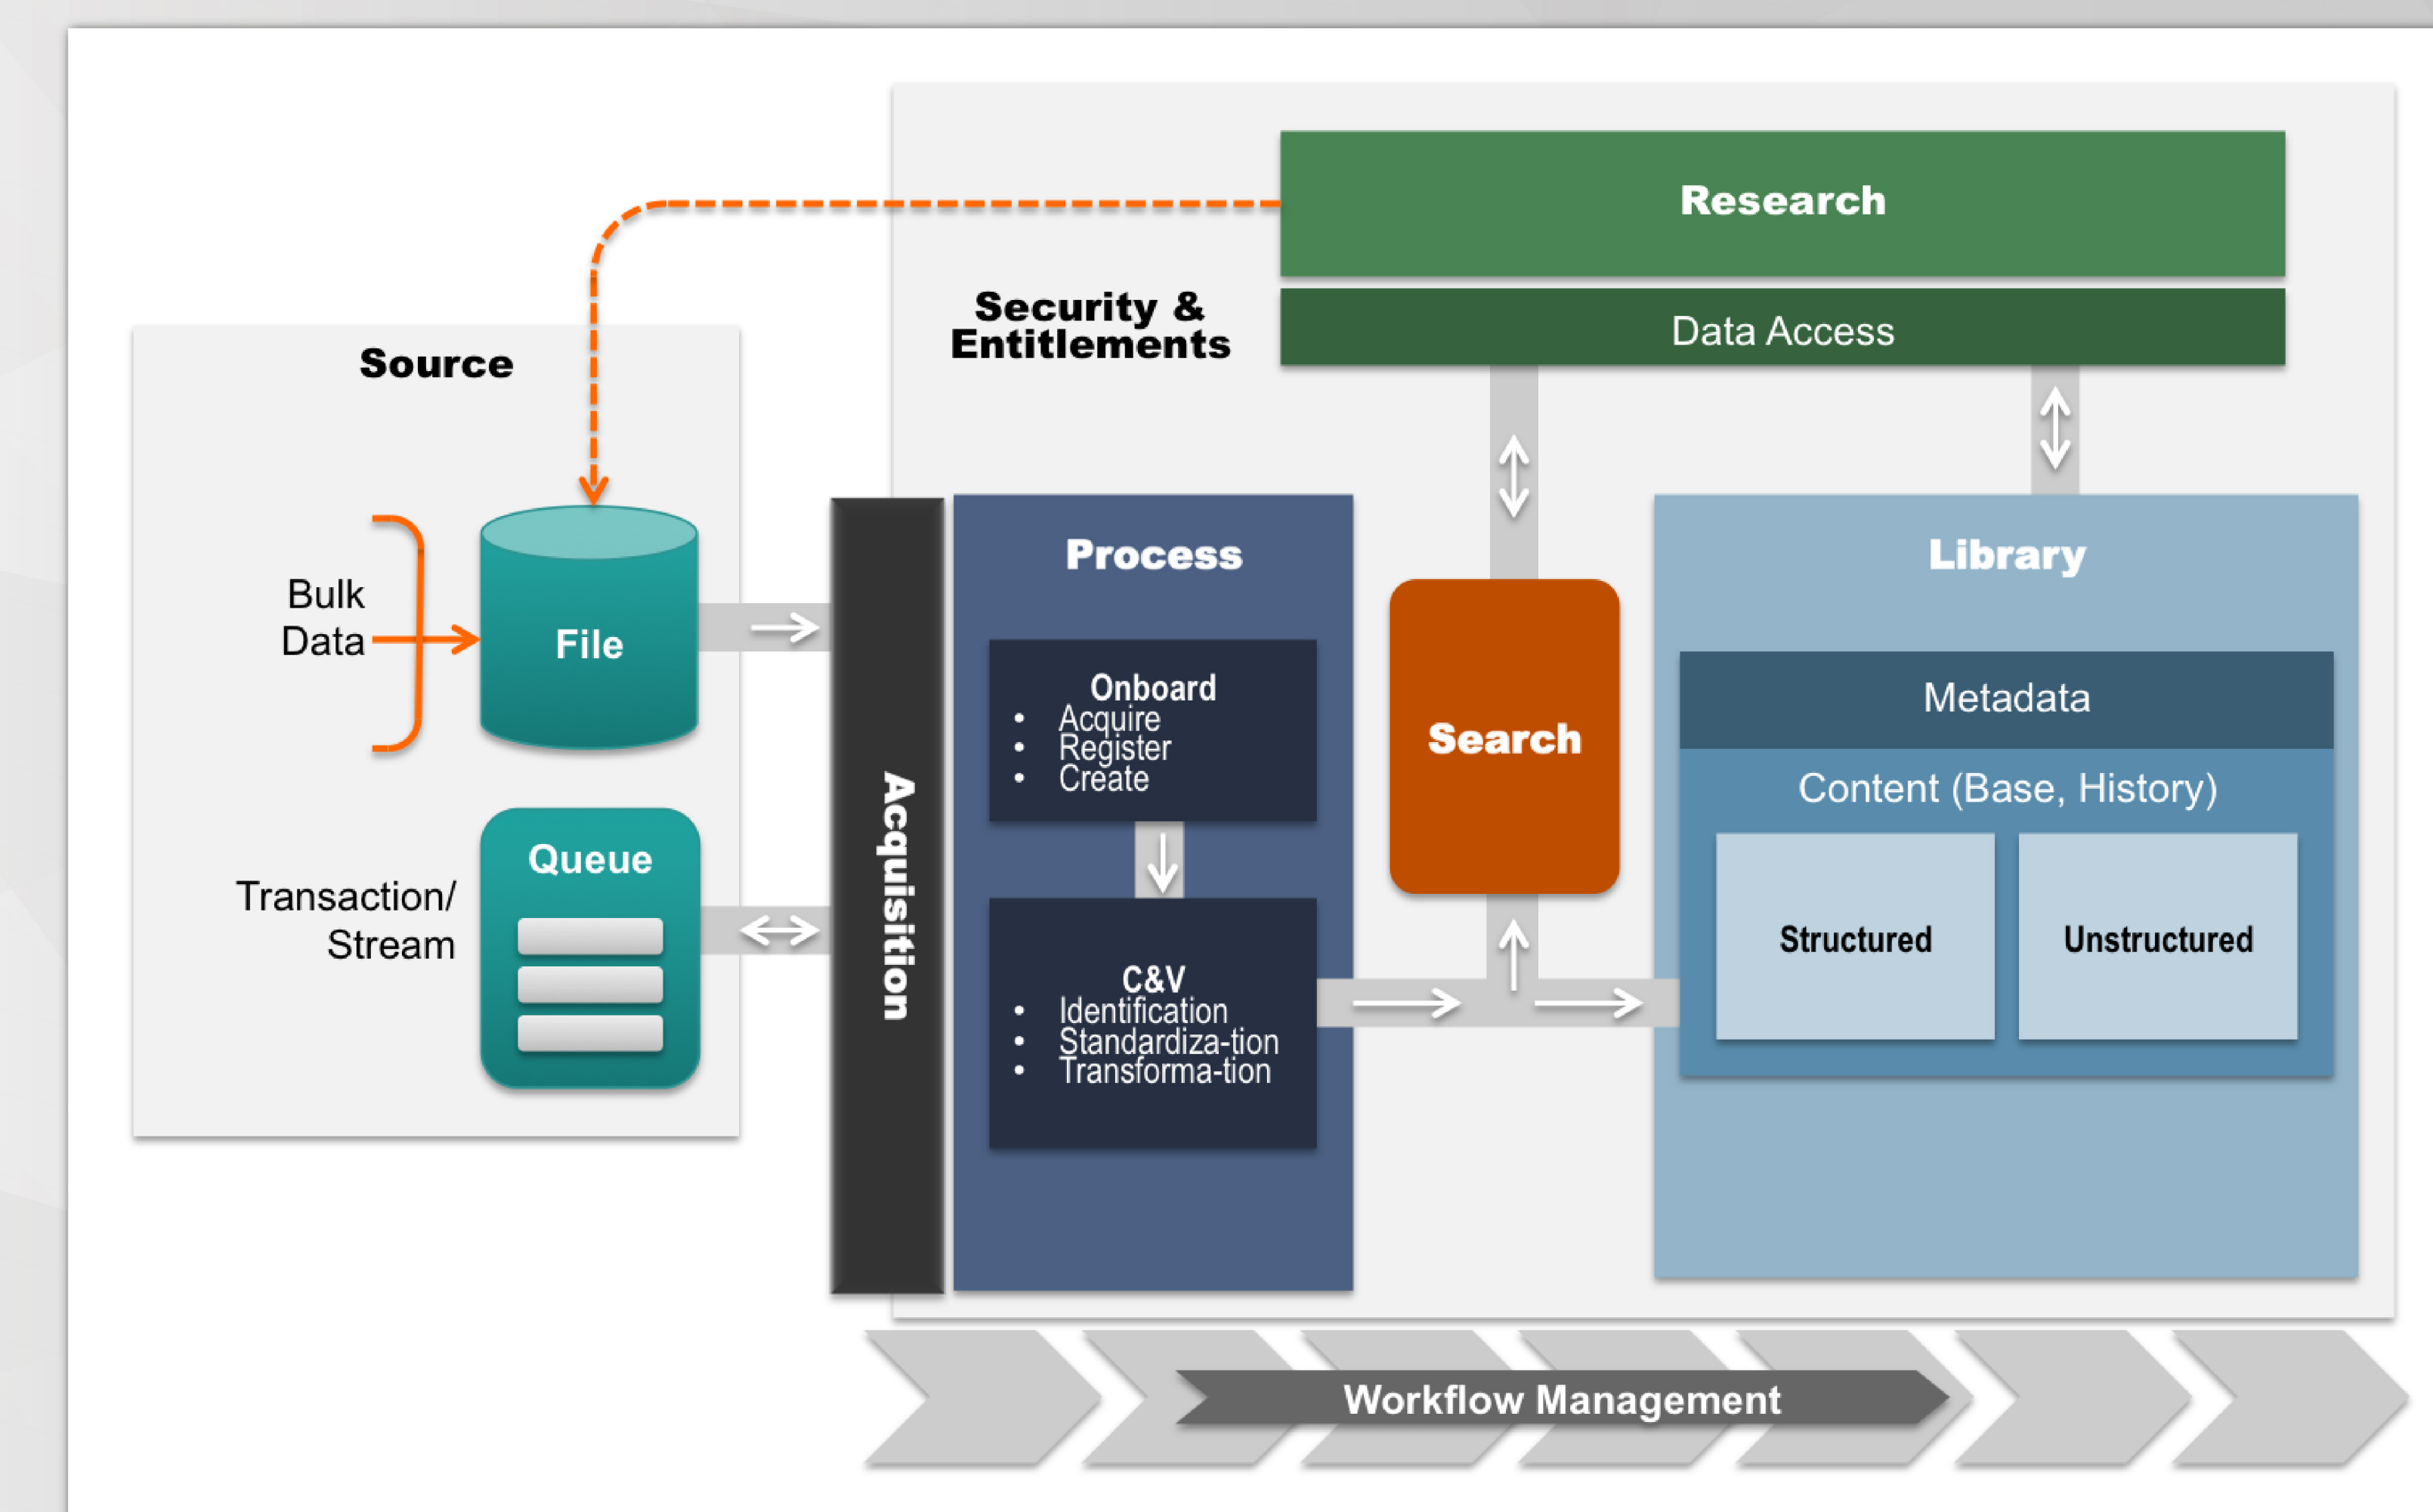 Research
Data Access
Security &
Entitlements
Source
Bulk
Data
File
Transaction/
Stream
Queue
Acquisition
Process
Onboard
• Acquire
• Register
• Create
C&V
• Identification
• Standardiza-tion
• Transforma-tion
Search
Library
Metadata
Content (Base, History)
Structured
Unstructured
Workflow Management